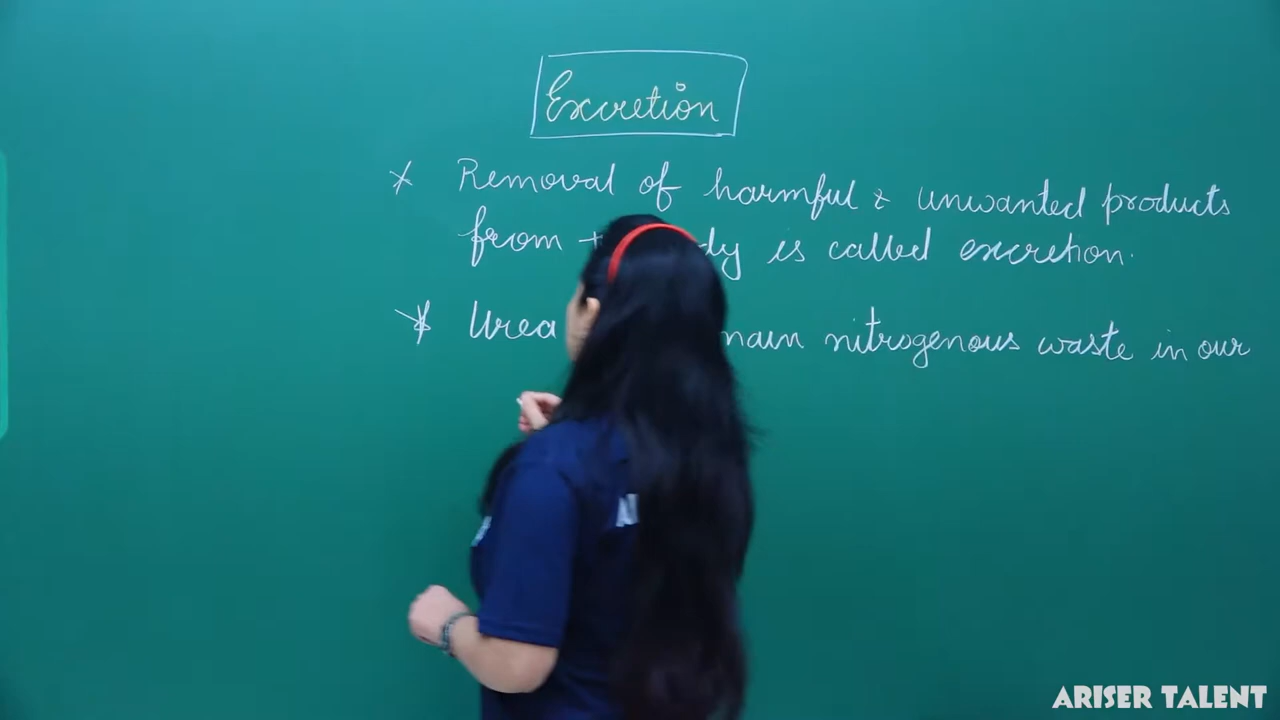 Excretion
* Removal of harmful & unwanted products
from dy is called excretion.
* Urea main nitrogenous waste in our
ARISER TALENT